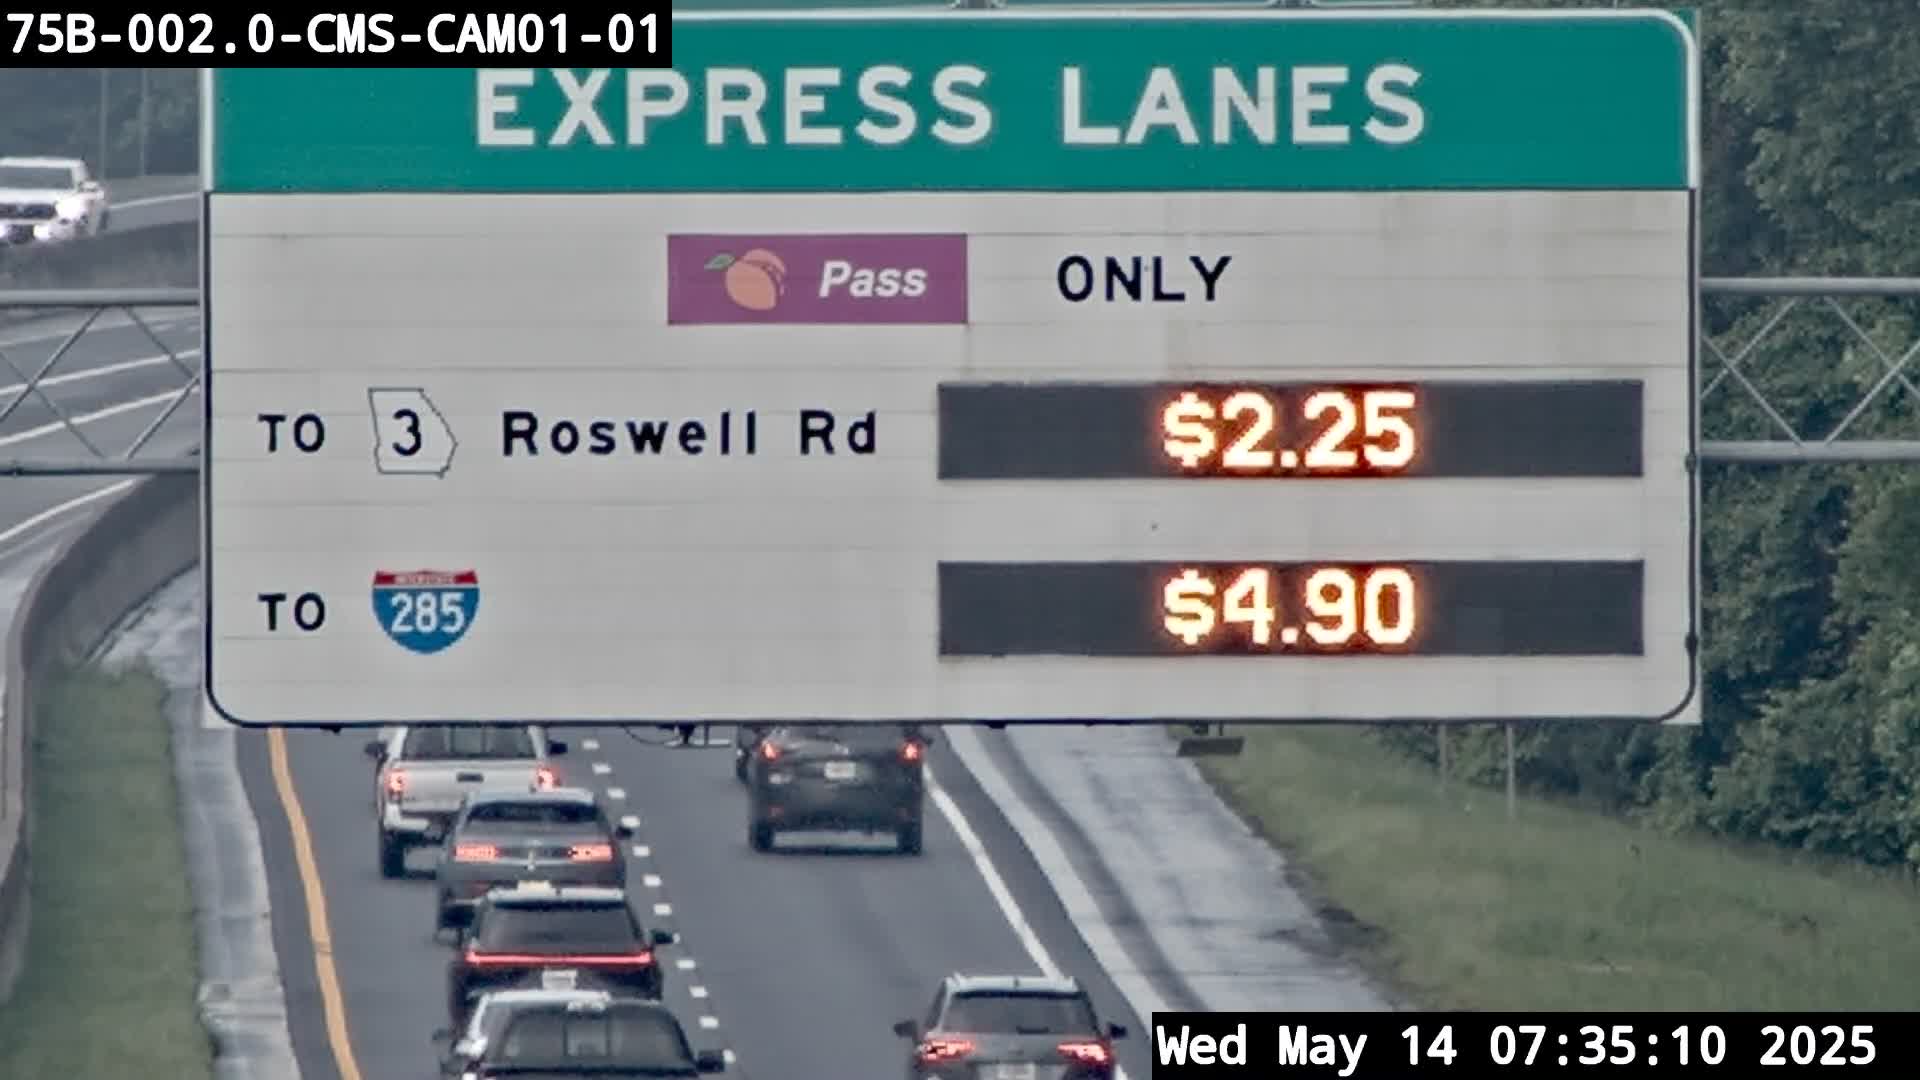 75B-002.0-CMS-CAM01-01
EXPRESS LANES
Pass ONLY
TO 3 Roswell Rd $2.25
TO INTERSTATE 285 $4.90
Wed May 14 07:35:10 2025